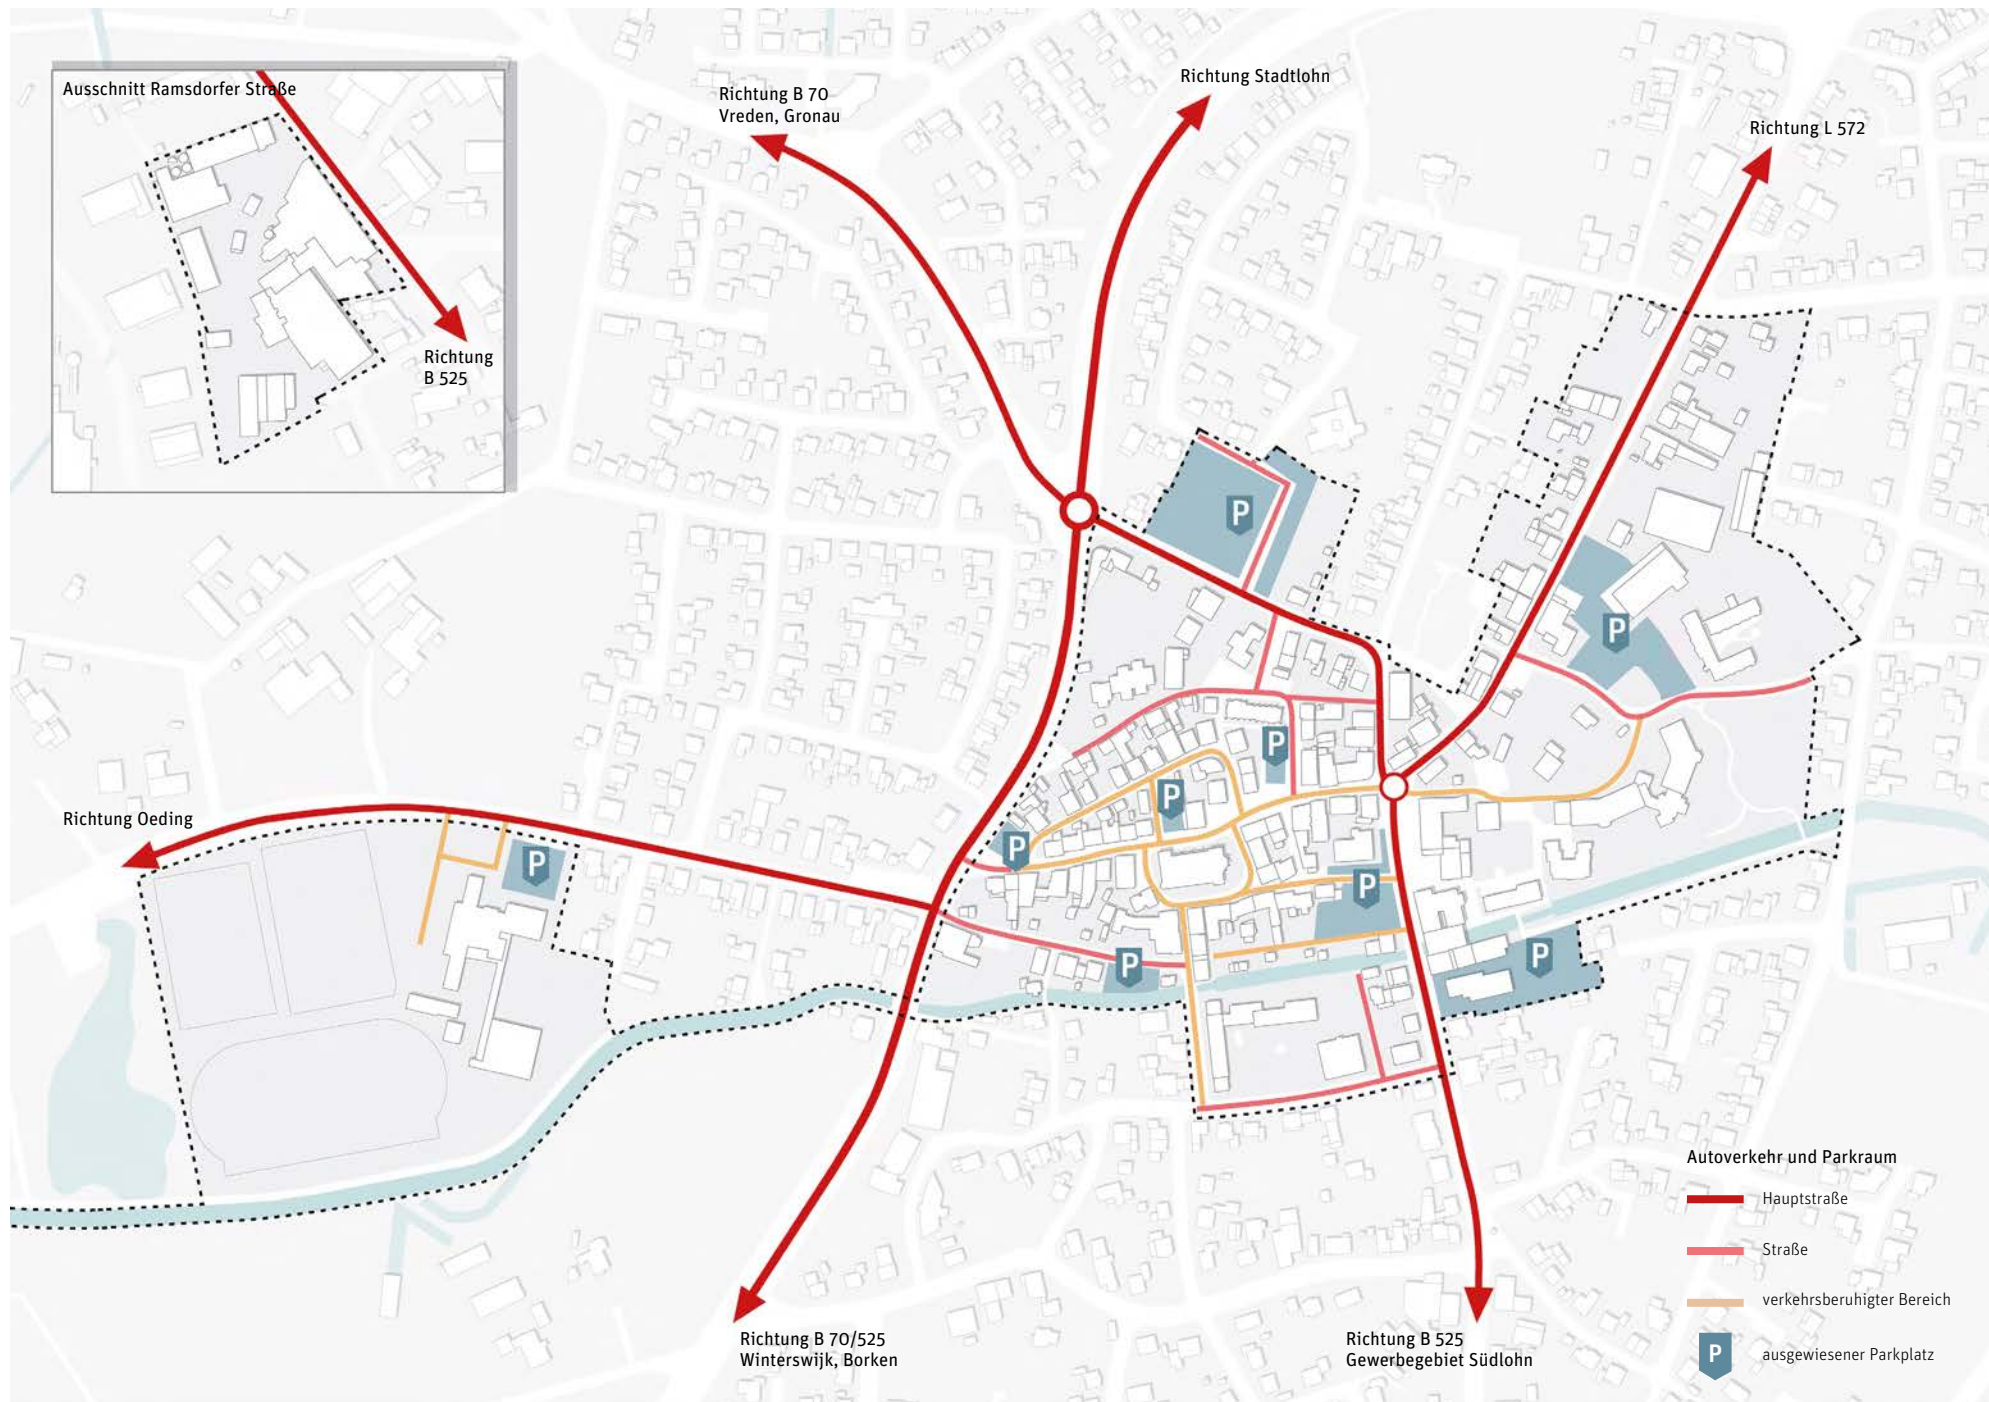 Ausschnitt Ramsdorfer Straße
Richtung
B 525
Richtung B 70
Vreden, Gronau
Richtung Stadtlohn
Richtung L 572
P
P
P
P
P
P
P
P
P
Richtung Oeding
Richtung B 70/525
Winterswijk, Borken
Richtung B 525
Gewerbegebiet Südlohn
Autoverkehr und Parkraum
Hauptstraße
Straße
verkehrsberuhigter Bereich
P
ausgewiesener Parkplatz